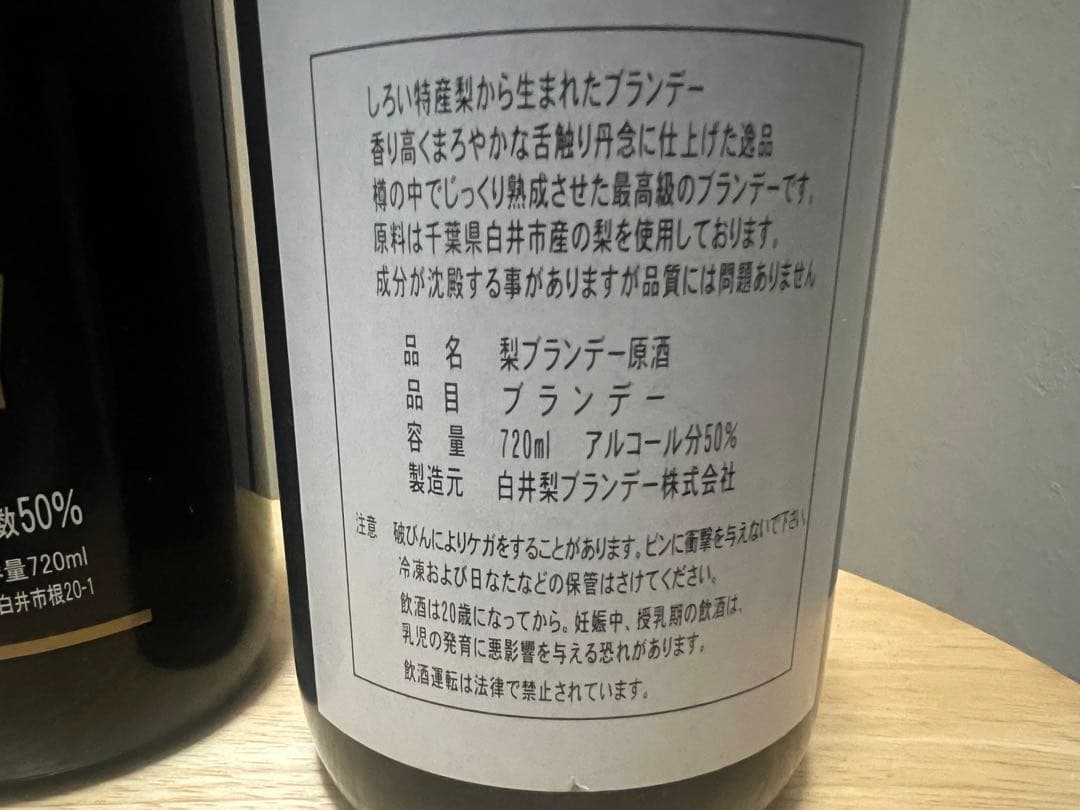 しろい特産梨から生まれたブランデー
香り高くまろやかな舌触り丹念に仕上げた逸品
樽の中でじっくり熟成させた最高級のブランデーです。
原料は千葉県白井市産の梨を使用しております。
成分が沈殿する事がありますが品質には問題ありません
品 名 梨ブランデー原酒
品 目 ブランデー
容 量 720ml アルコール分50%
製造元 白井梨ブランデー株式会社
注意 破びんによりケガをすることがあります。ビンに衝撃を与えないで下さい
冷凍および日なたなどの保管はさけてください。
飲酒は20歳になってから。妊娠中、授乳期の飲酒は、
乳児の発育に悪影響を与える恐れがあります。
飲酒運転は法律で禁止されています。
数50%
量720ml
白井市根20-1